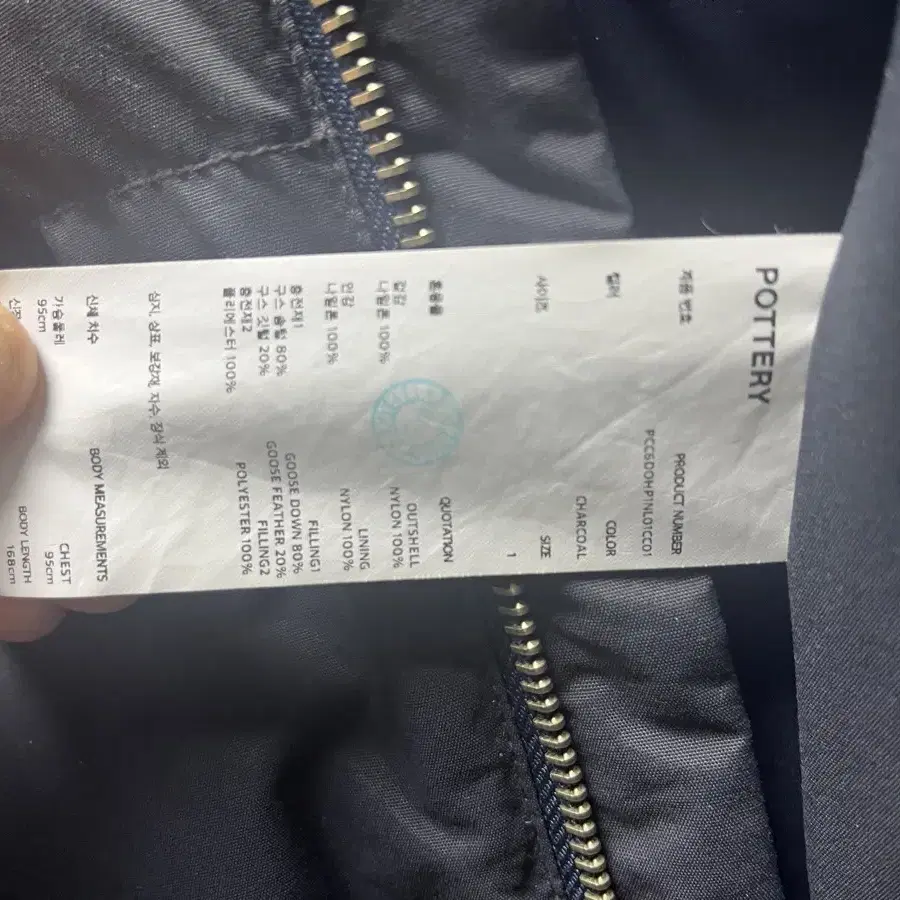 POTTERY
제품 번호
PRODUCT NUMBER
PCC6DOHP1NL01CC01
컬러
COLOR
CHARCOAL
사이즈
SIZE
1
혼용률
QUOTATION
겉감
OUTSHELL
나일론 100%
NYLON 100%
안감
LINING
나일론 100%
NYLON 100%
충전재1
FILLING1
구스 솜털 80%
GOOSE DOWN 80%
구스 깃털 20%
GOOSE FEATHER 20%
충전재2
FILLING2
폴리에스터 100%
POLYESTER 100%
심지, 상표, 보강재, 자수, 장식 제외
신체 치수
BODY MEASUREMENTS
가슴둘레
CHEST
95cm
95cm
BODY LENGTH
168cm